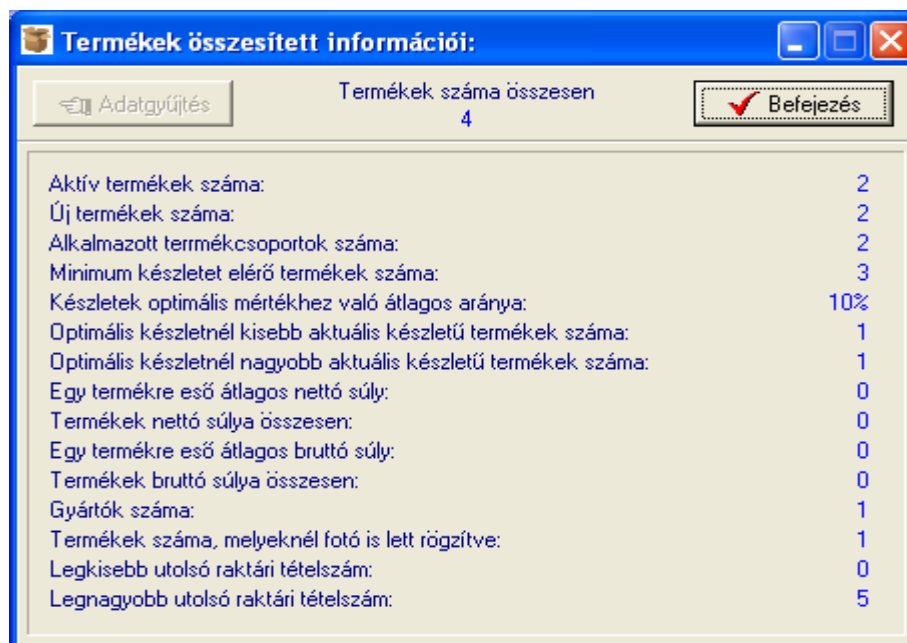 Termékek összesített információi:
Adatgyűjtés
Termékek száma összesen
4
Befejezés
Aktív termékek száma: 2
Új termékek száma: 2
Alkalmazott terrmékcsoportok száma: 2
Minimum készletet elérő termékek száma: 3
Készletek optimális mértékhez való átlagos aránya: 10%
Optimális készletnél kisebb aktuális készletű termékek száma: 1
Optimális készletnél nagyobb aktuális készletű termékek száma: 1
Egy termékre eső átlagos nettó súly: 0
Termékek nettó súlya összesen: 0
Egy termékre eső átlagos bruttó súly: 0
Termékek bruttó súlya összesen: 0
Gyártók száma: 1
Termékek száma, melyeknél fotó is lett rögzítve: 1
Legkisebb utolsó raktári tételszám: 0
Legnagyobb utolsó raktári tételszám: 5